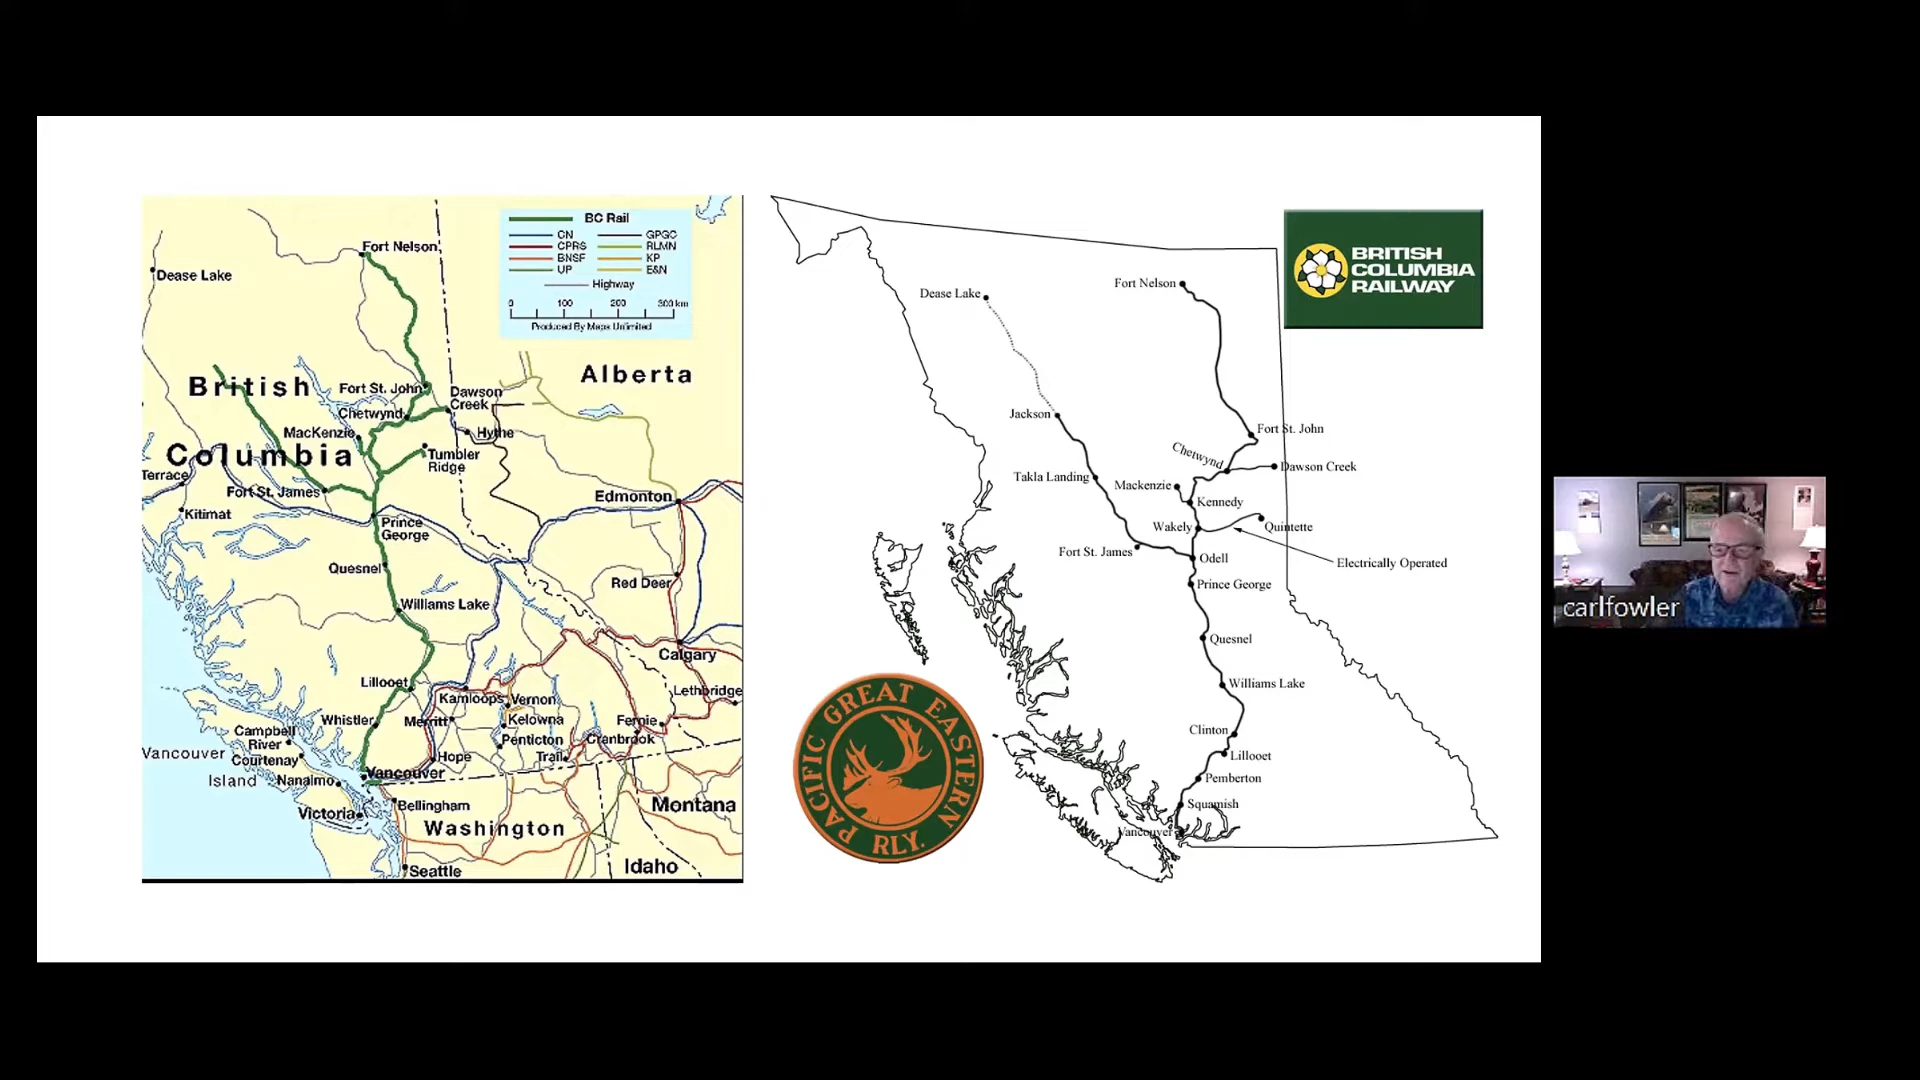 BC Rail
CN
GPGC
CPRS
RLMN
BNSF
KP
UP
E&N
Highway
0 100 200 300 km
Produced By Maps Unlimited
Fort Nelson
Dease Lake
Alberta
British
Fort St. John
Dawson
Creek
Chetwynd
MacKenzie
Hythe
Columbia
Tumbler
Ridge
Terrace
Fort St. James
Edmonton
Kitimat
Prince
George
Quesnel
Red Deer
Williams Lake
Calgary
Lillooet
Kamloops
Vernon
Lethbridge
Whistler
Merritt
Kelowna
Fernie
Campbell
River
Penticton
Cranbrook
Vancouver
Island
Courtenay
Hope
Trail
Nanaimo
Vancouver
Bellingham
Montana
Victoria
Washington
Idaho
Seattle
BRITISH
COLUMBIA
RAILWAY
Fort Nelson
Dease Lake
Jackson
Fort St. John
Chetwynd
Dawson Creek
Takla Landing
Mackenzie
Kennedy
Wakely
Quintette
Fort St. James
Odell
Electrically Operated
Prince George
Quesnel
Williams Lake
Clinton
Lillooet
Pemberton
Squamish
Vancouver
PACIFIC GREAT EASTERN
RLY.
carlfowler